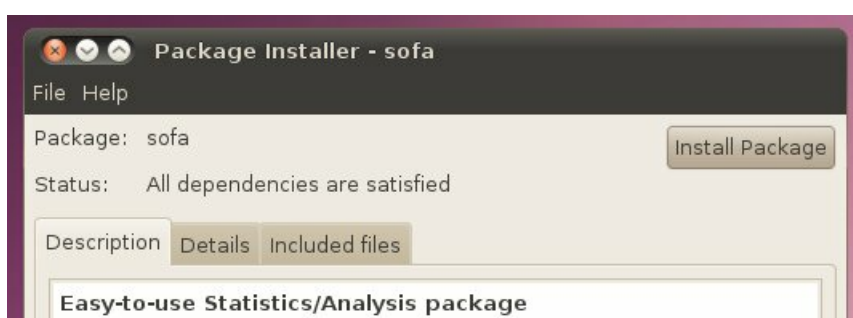 Package Installer - sofa
File Help
Package: sofa
Install Package
Status: All dependencies are satisfied
Description Details Included files
Easy-to-use Statistics/Analysis package